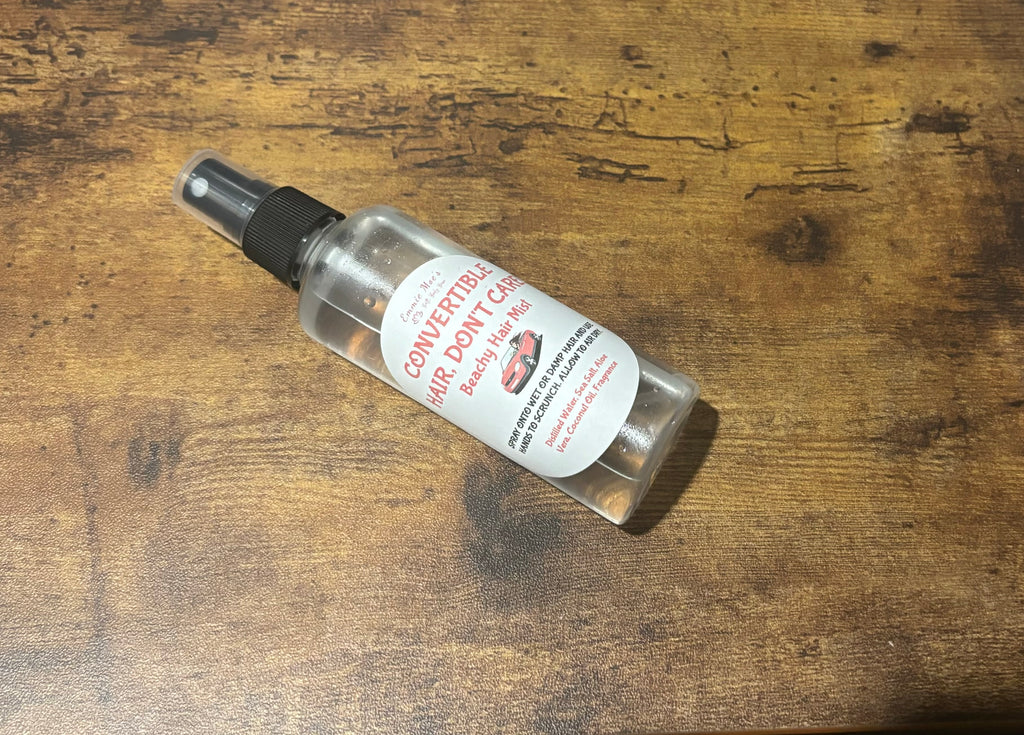 Emmie Mae's
CONVERTIBLE
HAIR, DON'T CARE
Beachy Hair Mist
SPRAY ONTO WET OR DAMP HAIR AND USE
HANDS TO SCRUNCH. ALLOW TO AIR DRY.
Distilled Water, Sea Salt, Aloe
Vera, Coconut Oil, Fragrance